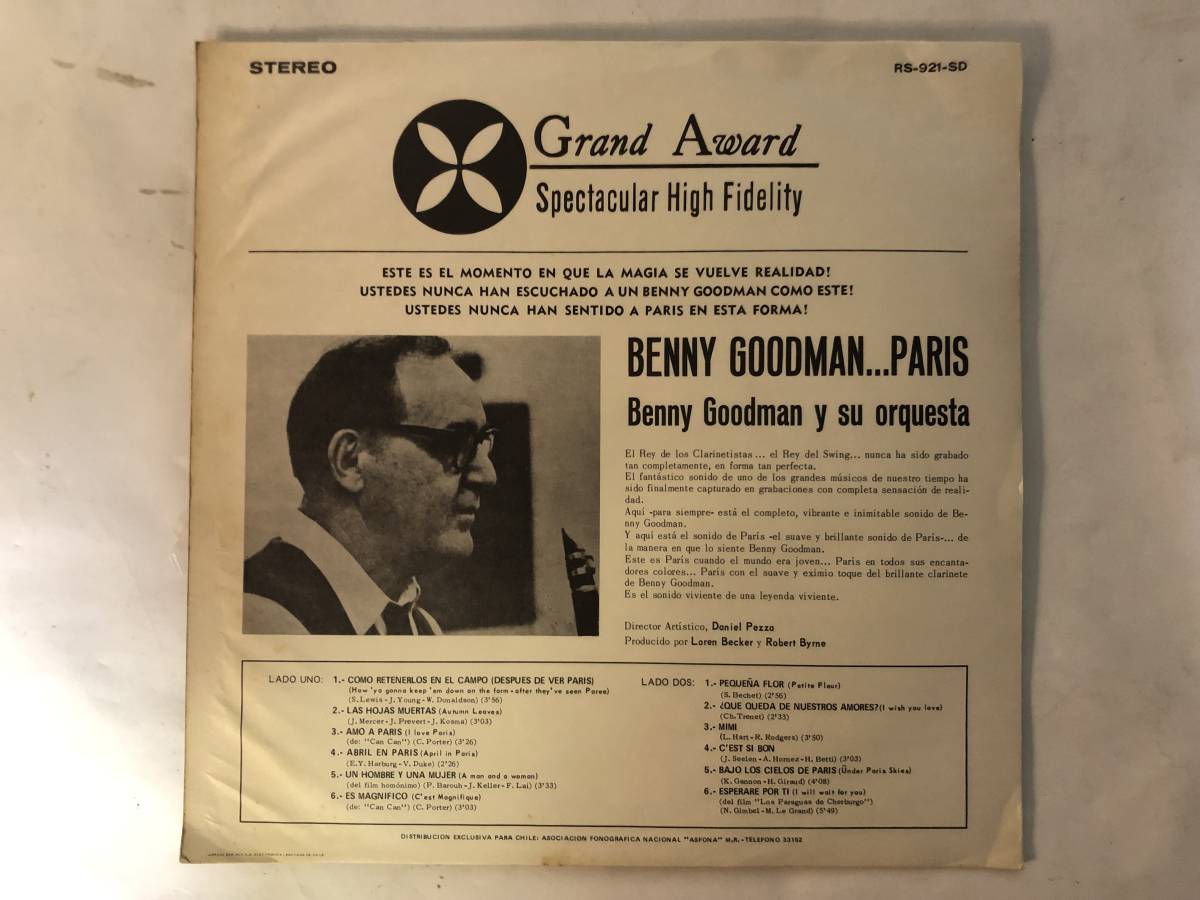 STEREO
RS-921-SD
Grand Award
Spectacular High Fidelity
ESTE ES EL MOMENTO EN QUE LA MAGIA SE VUELVE REALIDAD!
USTEDES NUNCA HAN ESCUCHADO A UN BENNY GOODMAN COMO ESTE!
USTEDES NUNCA HAN SENTIDO A PARIS EN ESTA FORMA!
BENNY GOODMAN...PARIS
Benny Goodman y su orquesta
El Rey de los Clarinetistas ... el Rey del Swing... nunca ha sido grabado
tan completamente, en forma tan perfecta.
El fantástico sonido de uno de los grandes músicos de nuestro tiempo ha
sido finalmente capturado en grabaciones con completa sensación de reali-
dad.
Aquí -para siempre- está el completo, vibrante e inimitable sonido de Be-
nny Goodman.
Y aquí está el sonido de París -el suave y brillante sonido de París-... de
la manera en que lo siente Benny Goodman.
Este es París cuando el mundo era joven... París en todos sus encanta-
dores colores... París con el suave y eximio toque del brillante clarinete
de Benny Goodman.
Es el sonido viviente de una leyenda viviente.
Director Artístico, Daniel Pezza
Producido por Loren Becker y Robert Byrne
LADO UNO: 1.- COMO RETENERLOS EN EL CAMPO (DESPUES DE VER PARIS)
(How 'ya gonna keep 'em down on the farm - after they've seen Paree)
(S. Lewis - J. Young - W. Donaldson) (3'56)
2.- LAS HOJAS MUERTAS (Autumn Leaves)
(J. Mercer - J. Prevert - J. Kosma) (3'03)
3.- AMO A PARIS (I love Paris)
(de: "Can Can") (C. Porter) (3'26)
4.- ABRIL EN PARIS (April in Paris)
(E.Y. Harburg - V. Duke) (2'26)
5.- UN HOMBRE Y UNA MUJER (A man and a woman)
(del film homónimo) (P. Barouh - J. Keller - F. Lai) (3'33)
6.- ES MAGNIFICO (C'est Magnifique)
(de: "Can Can") (C. Porter) (3'03)
LADO DOS: 1.- PEQUEÑA FLOR (Petite Fleur)
(S. Bechet) (2'56)
2.- ¿QUE QUEDA DE NUESTROS AMORES? (I wish you love)
(Ch. Trenet) (2'33)
3.- MIMI
(L. Hart - R. Rodgers) (3'50)
4.- C'EST SI BON
(J. Seelen - A. Hornez - H. Betti) (3'03)
5.- BAJO LOS CIELOS DE PARIS (Under Paris Skies)
(K. Gannon - H. Giraud) (4'08)
6.- ESPERARE POR TI (I will wait for you)
(del film "Los Paraguas de Cherburgo")
(N. Gimbel - M. Le Grand) (5'49)
DISTRIBUCION EXCLUSIVA PARA CHILE: ASOCIACION FONOGRAFICA NACIONAL "ASFONA" M.R. - TELEFONO 33152